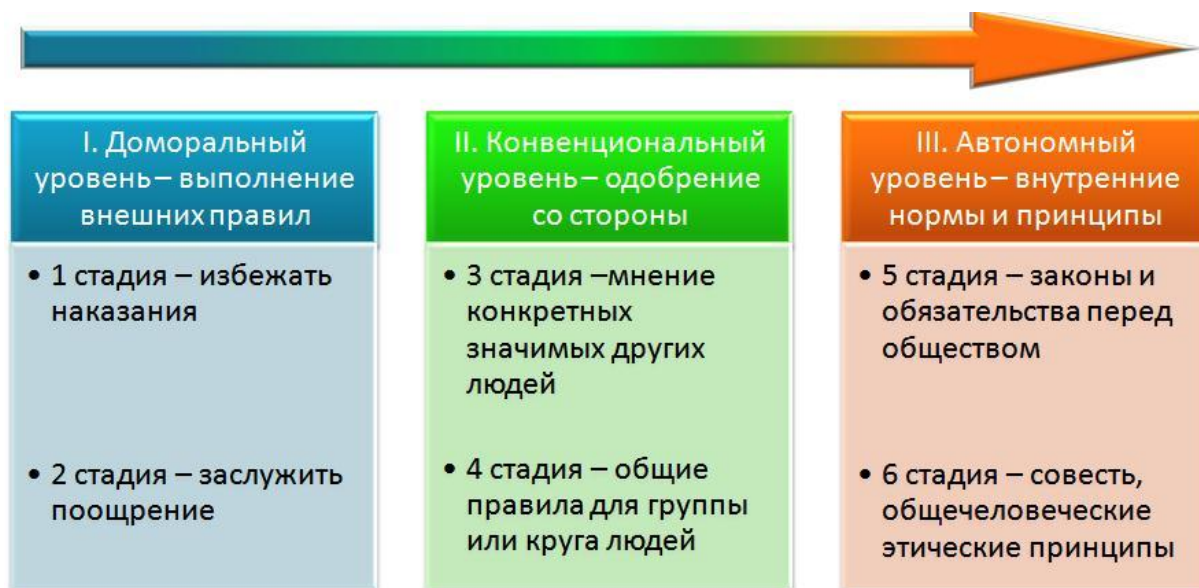 I. Доморальный
уровень– выполнение
внешних правил
• 1 стадия – избежать
наказания
• 2 стадия – заслужить
поощрение
II. Конвенциональный
уровень– одобрение
со стороны
• 3 стадия –мнение
конкретных
значимых других
людей
• 4 стадия – общие
правила для группы
или круга людей
III. Автономный
уровень– внутренние
нормы и принципы
• 5 стадия – законы и
обязательства перед
обществом
• 6 стадия – совесть,
общечеловеческие
этические принципы